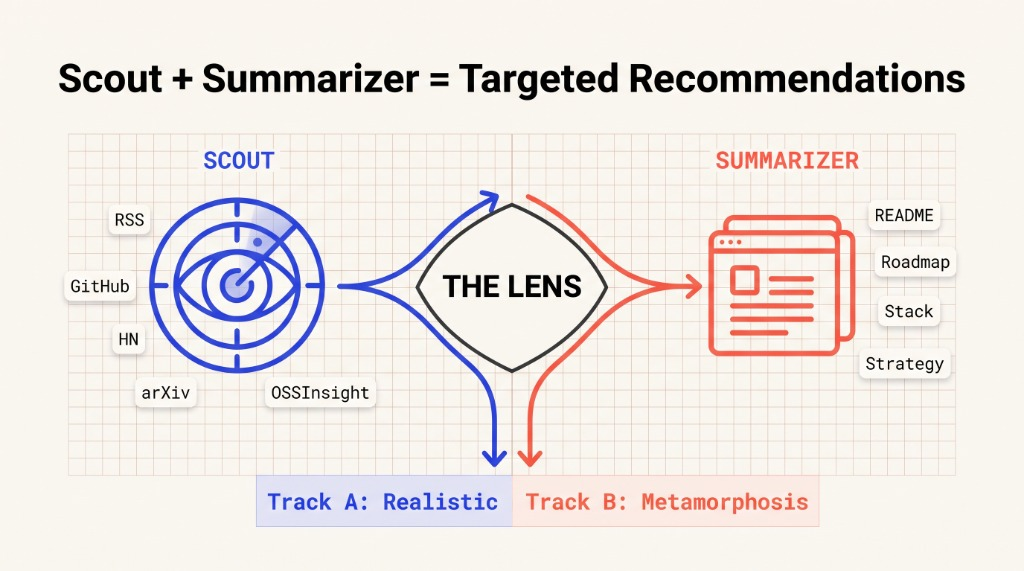 Scout + Summarizer = Targeted Recommendations
SCOUT
RSS
GitHub
HN
arXiv
OSSInsight
THE LENS
SUMMARIZER
README
Roadmap
Stack
Strategy
Track A: Realistic
Track B: Metamorphosis